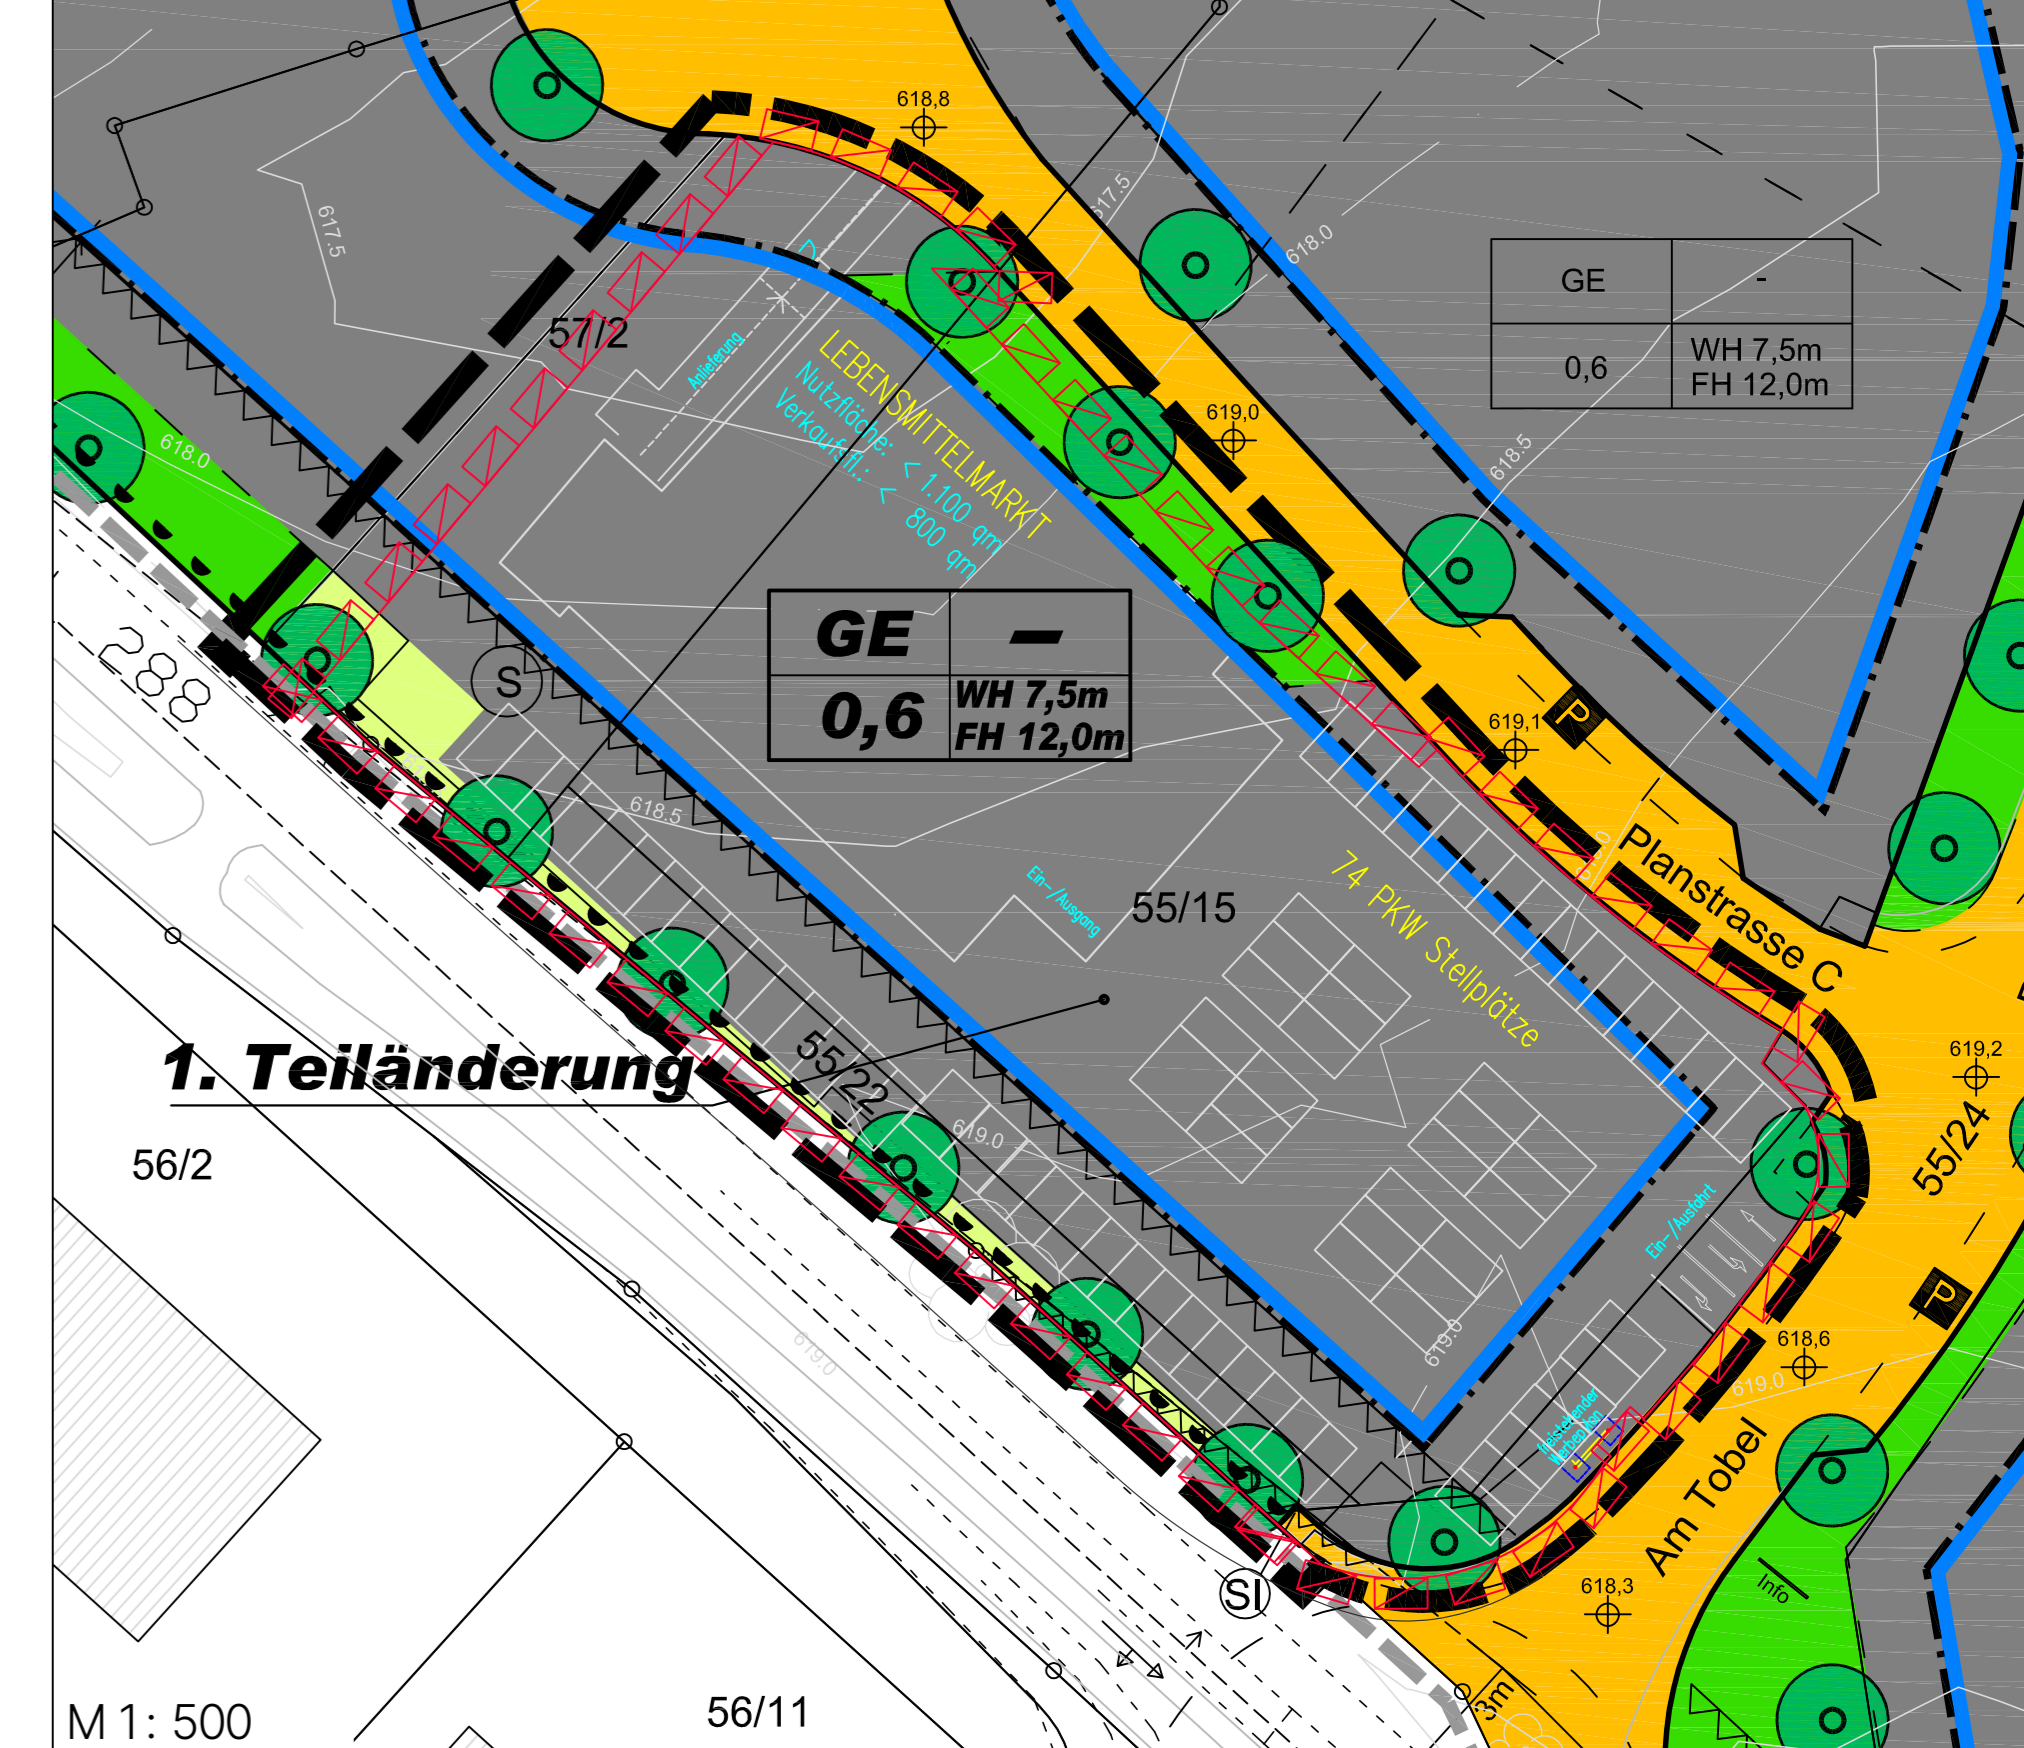 618,8
617.5
617.5
618.0
GE
-
0,6
WH 7,5m
FH 12,0m
57/2
Anlieferung
LEBENSMITTELMARKT
Nutzfläche: < 1.100 qm
Verkaufsfl.: < 800 qm
619,0
618.0
618.5
288
S
GE
–
0,6
WH 7,5m
FH 12,0m
619,1
P
618.5
Planstrasse C
74 PKW Stellplätze
Ein-/Ausgang
55/15
1. Teiländerung
55/22
619,2
619.0
56/2
55/24
Ein-/Ausfahrt
P
619.0
619.0
618,6
619.0
freistehender
Werbepylon
Am Tobel
SI
618,3
Info
3m
56/11
M 1: 500